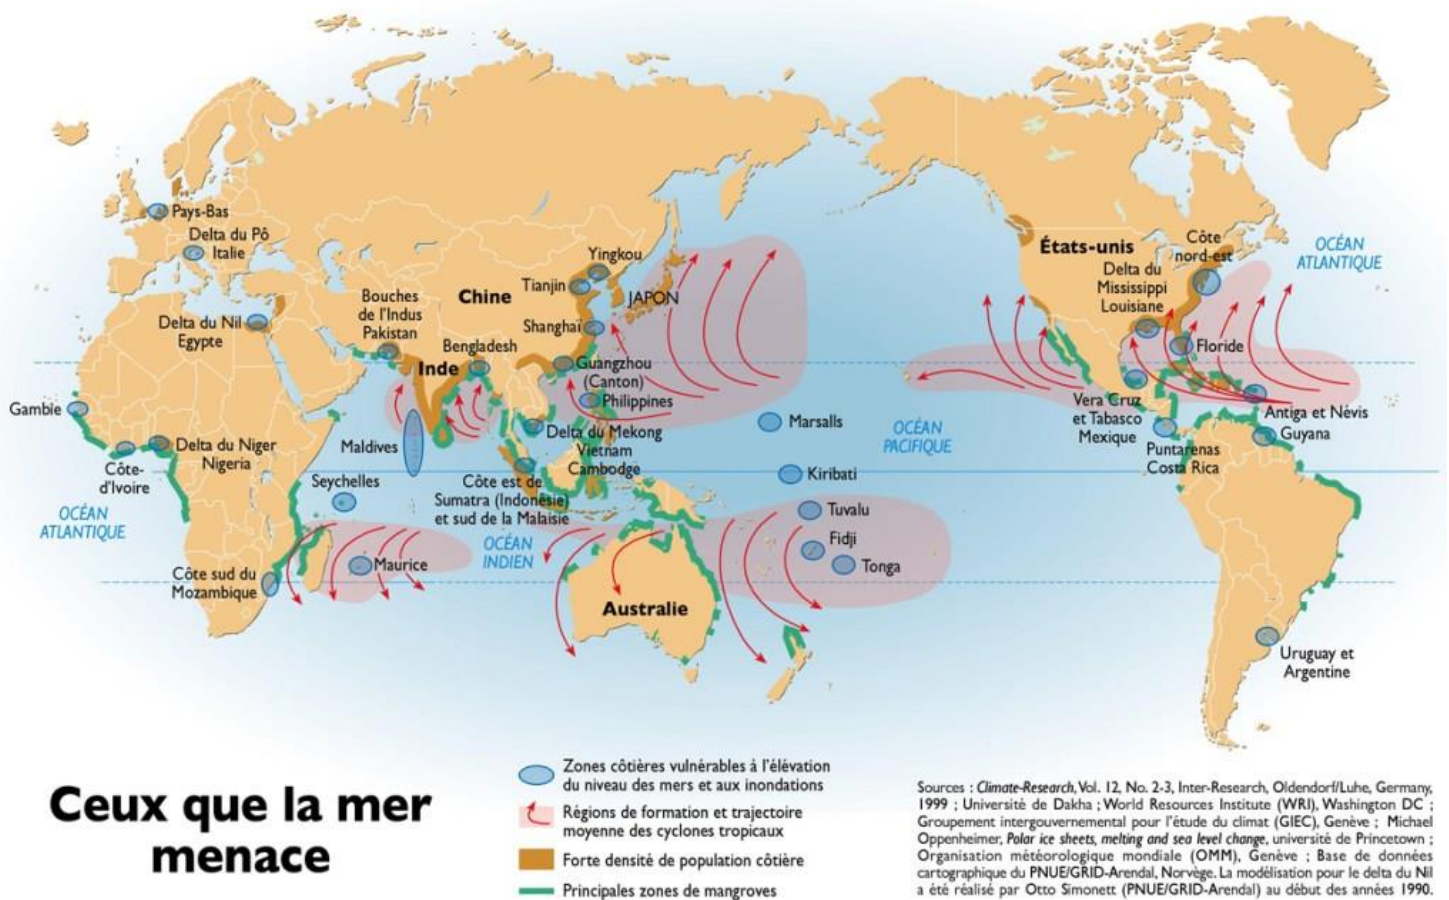 Pays-Bas
Delta du Pô
Italie
Delta du Nil
Egypte
Bouches
de l'Indus
Pakistan
Chine
Yingkou
Tianjin
JAPON
Shanghaï
Bengladesh
Inde
Guangzhou
(Canton)
Philippines
Gambie
Côte-
d'Ivoire
Delta du Niger
Nigeria
Maldives
Seychelles
Delta du Mekong
Vietnam
Cambodge
Côte est de
Sumatra (Indonésie)
et sud de la Malaisie
OCÉAN
ATLANTIQUE
OCÉAN
INDIEN
Maurice
Côte sud du
Mozambique
Australie
Marsalls
Kiribati
Tuvalu
Fidji
Tonga
OCÉAN
PACIFIQUE
États-unis
Côte
nord-est
Delta du
Mississippi
Louisiane
Floride
OCÉAN
ATLANTIQUE
Vera Cruz
et Tabasco
Mexique
Antiga et Névis
Guyana
Puntarenas
Costa Rica
Uruguay et
Argentine
Ceux que la mer
menace
Zones côtières vulnérables à l'élévation
du niveau des mers et aux inondations
Régions de formation et trajectoire
moyenne des cyclones tropicaux
Forte densité de population côtière
Principales zones de mangroves
Sources : Climate-Research, Vol. 12, No. 2-3, Inter-Research, Oldendorf/Luhe, Germany,
1999 ; Université de Dakha ; World Resources Institute (WRI), Washington DC ;
Groupement intergouvernemental pour l'étude du climat (GIEC), Genève ; Michael
Oppenheimer, Polar ice sheets, melting and sea level change, université de Princetown ;
Organisation météorologique mondiale (OMM), Genève ; Base de données
cartographique du PNUE/GRID-Arendal, Norvège. La modélisation pour le delta du Nil
a été réalisé par Otto Simonett (PNUE/GRID-Arendal) au début des années 1990.